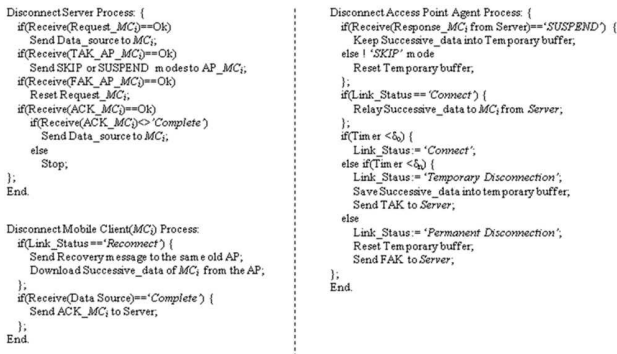 Disconnect Server Process: {
if(Receive(Request_MCi)==Ok)
Send Data_source to MCi;
if(Receive(TAK_AP_MCi)==Ok)
Send SKIP or SUSPEND modes to AP_MCi;
if(Receive(FAK_AP_MCi)==Ok)
Reset Request_MCi;
if(Receive(ACK_MCi)==Ok)
if(Receive(ACK_MCi)<>'Complete')
Send Data_source to MCi;
else
Stop;
};
End.
Disconnect Mobile Client(MCi) Process:
if(Link_Status=='Reconnect') {
Send Recovery message to the same old AP;
Download Successive_data of MCi from the AP;
};
if(Receive(Data Source)=='Complete') {
Send ACK_MCi to Server;
};
End.
Disconnect Access Point Agent Process: {
if(Receive(Response_MCi from Server)=='SUSPEND') {
Keep Successive_data into Temporary buffer;
else ! 'SKIP' mode
Reset Temporary buffer;
};
if(Link_Status=='Connect') {
Relay Successive_data to MCi from Server;
};
if(Timer <δo) {
Link_Staus:= 'Connect';
else if(Timer <δn) {
Link_Staus:= 'Temporary Disconnection';
Save Successive_data into temporary buffer;
Send TAK to Server;
else
Link_Staus:= 'Permanent Disconnection';
Reset Temporary buffer;
Send FAK to Server;
};
End.